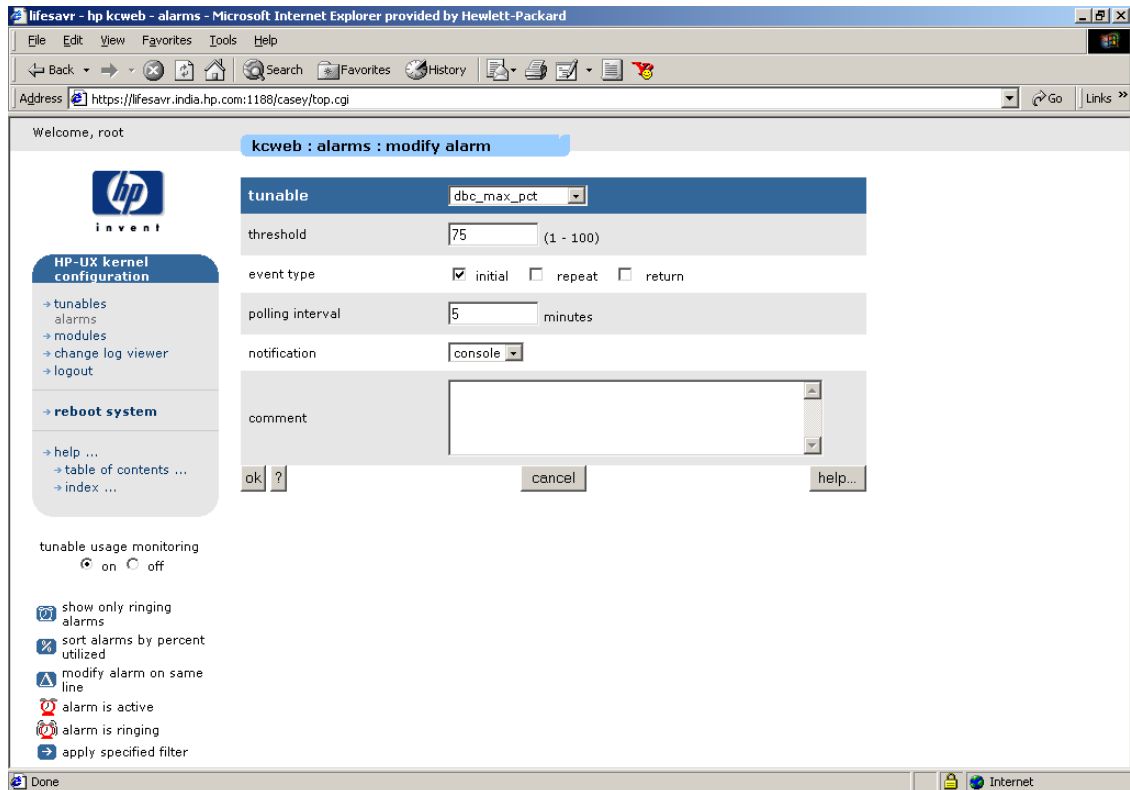 lifesavr - hp kcweb - alarms - Microsoft Internet Explorer provided by Hewlett-Packard
File Edit View Favorites Tools Help
Back Search Favorites History
Address https://lifesavr.india.hp.com:1188/casey/top.cgi Go Links »
Welcome, root
kcweb : alarms : modify alarm
hp
invent
HP-UX kernel
configuration
tunables
alarms
modules
change log viewer
logout
reboot system
help ...
table of contents ...
index ...
tunable usage monitoring
on off
show only ringing
alarms
sort alarms by percent
utilized
modify alarm on same
line
alarm is active
alarm is ringing
apply specified filter
tunable dbc_max_pct
threshold 75 (1 - 100)
event type initial repeat return
polling interval 5 minutes
notification console
comment
ok ? cancel help...
Done Internet